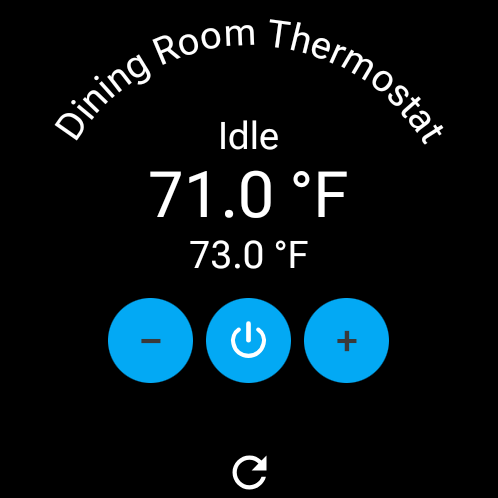 Dining Room Thermostat
Idle
71.0 °F
73.0 °F
− +